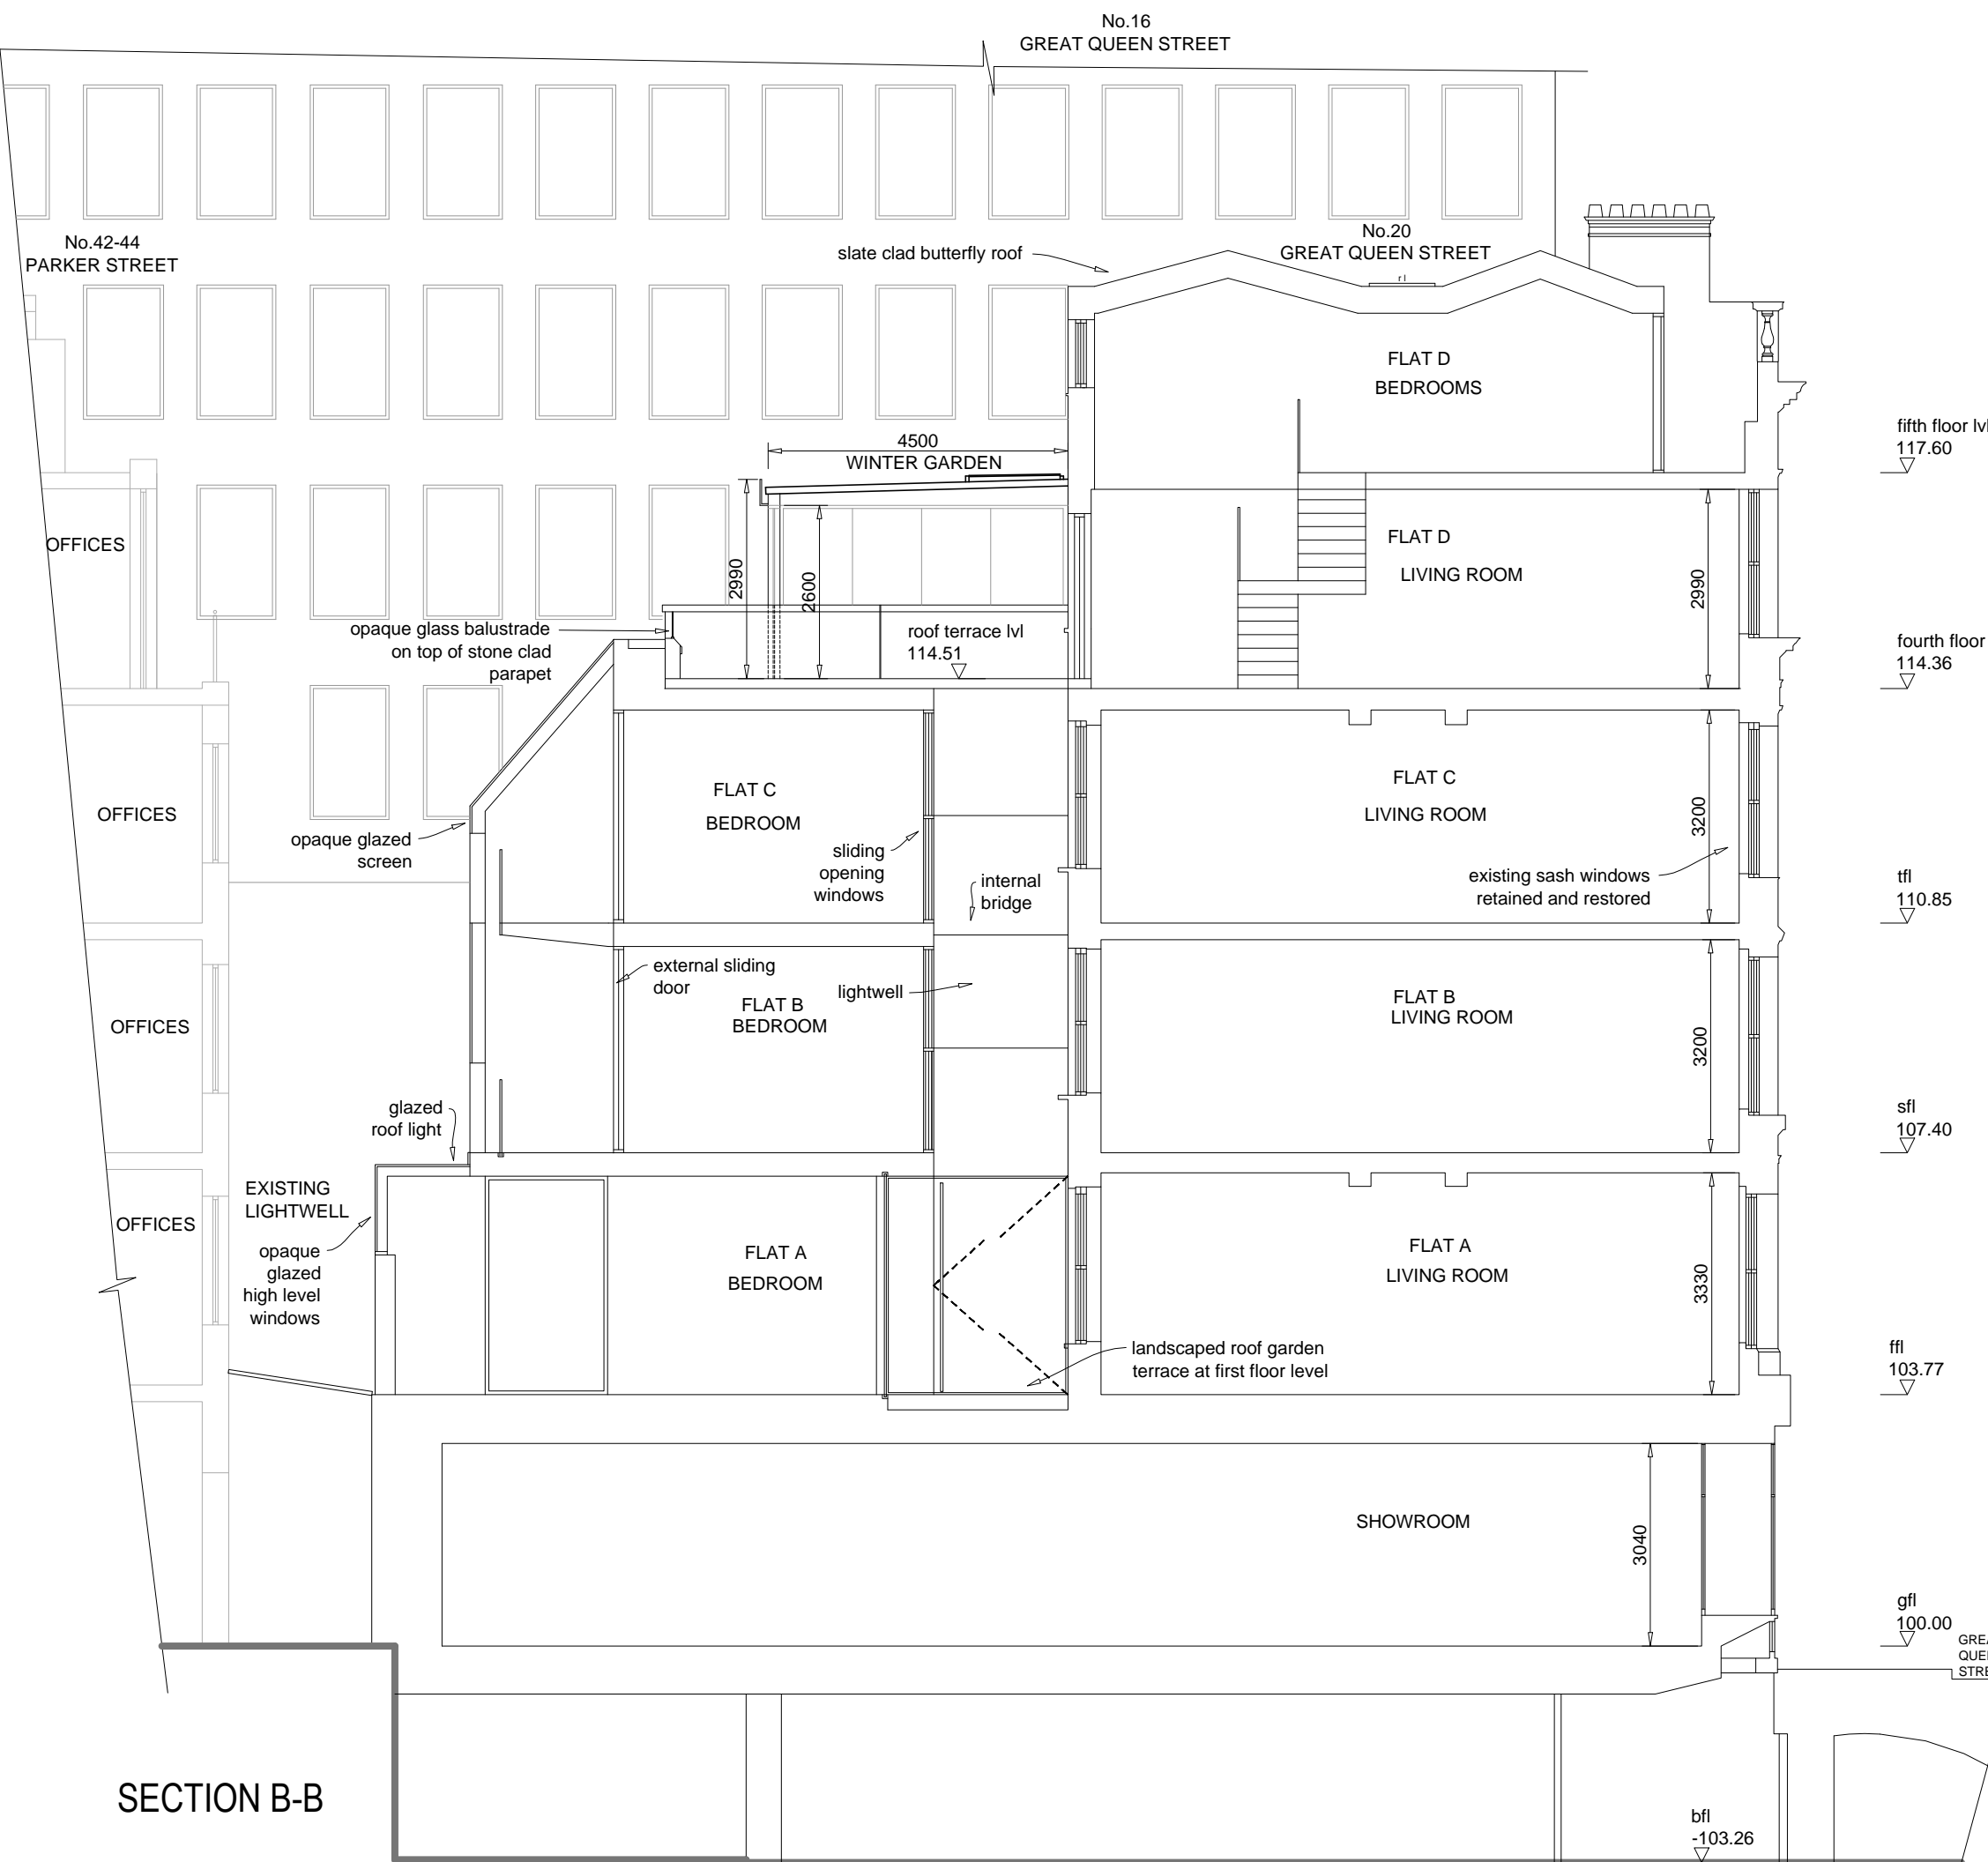 No.16
GREAT QUEEN STREET
No.42-44
PARKER STREET
slate clad butterfly roof
No.20
GREAT QUEEN STREET
r l
FLAT D
BEDROOMS
fifth floor lvl
117.60
4500
WINTER GARDEN
OFFICES
2990
2600
FLAT D
LIVING ROOM
2990
opaque glass balustrade
on top of stone clad
parapet
roof terrace lvl
114.51
fourth floor
114.36
OFFICES
opaque glazed
screen
FLAT C
BEDROOM
sliding
opening
windows
internal
bridge
FLAT C
LIVING ROOM
3200
existing sash windows
retained and restored
tfl
110.85
OFFICES
external sliding
door
FLAT B
BEDROOM
lightwell
FLAT B
LIVING ROOM
3200
glazed
roof light
sfl
107.40
OFFICES
EXISTING
LIGHTWELL
opaque
glazed
high level
windows
FLAT A
BEDROOM
FLAT A
LIVING ROOM
3330
landscaped roof garden
terrace at first floor level
ffl
103.77
SHOWROOM
3040
gfl
100.00
GREA
QUEE
STRE
SECTION B-B
bfl
-103.26